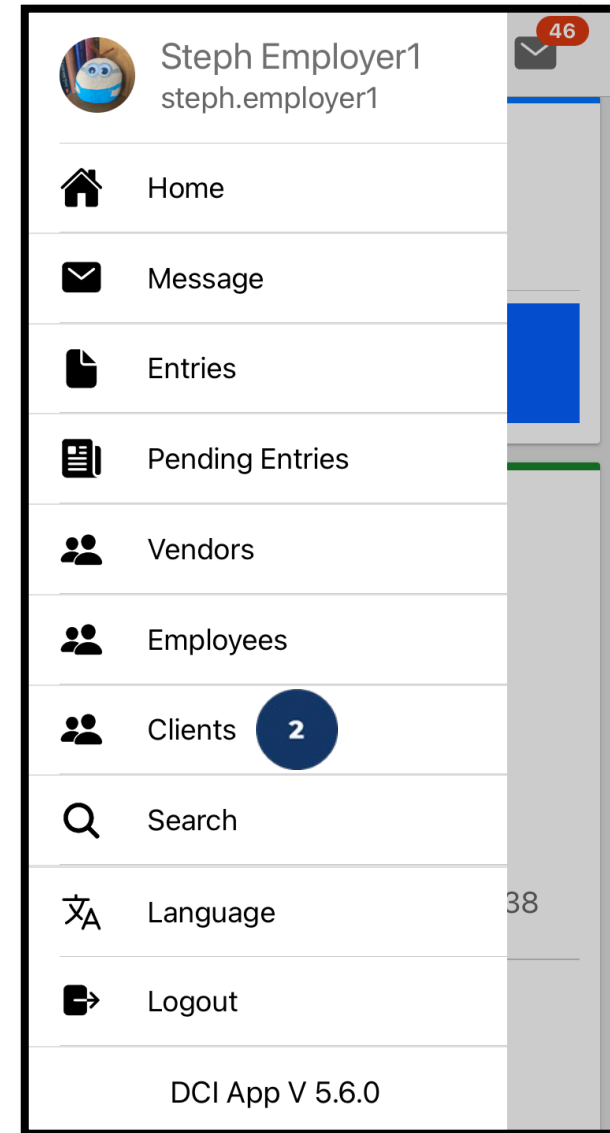 Steph Employer1
46
steph.employer1
Home
Message
Entries
Pending Entries
Vendors
Employees
Clients 2
Search
Language
38
Logout
DCI App V 5.6.0